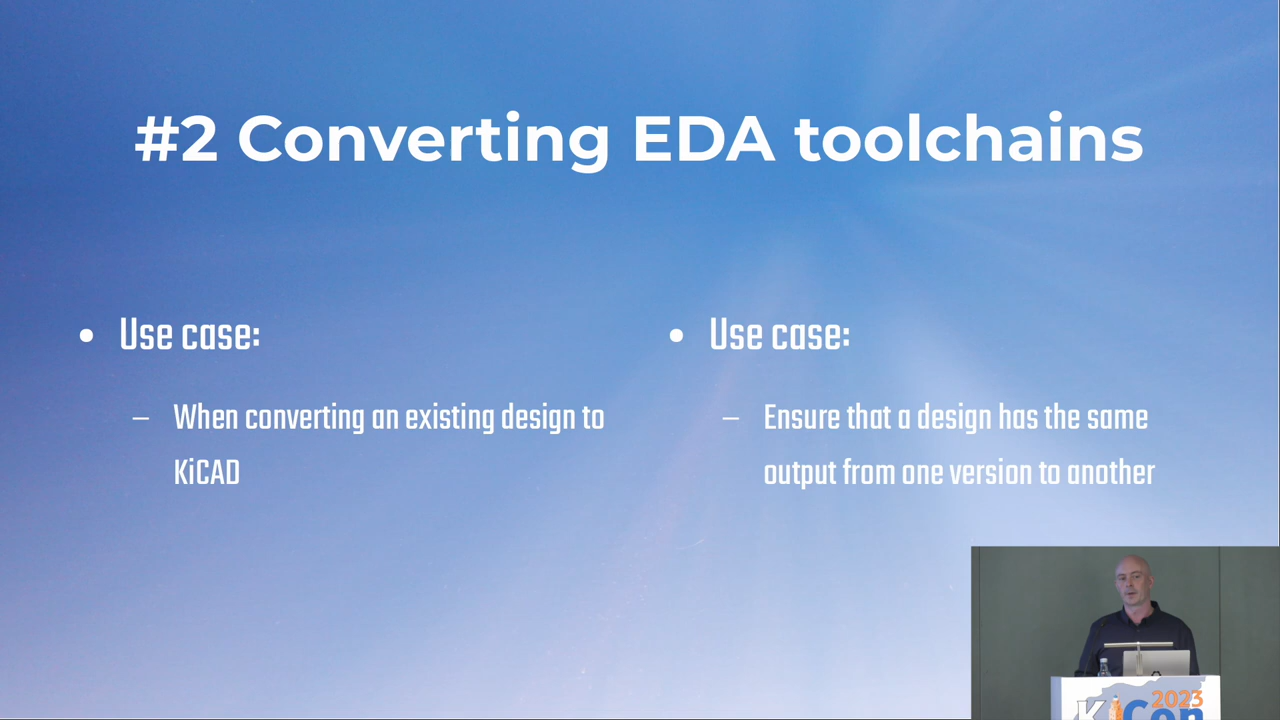 #2 Converting EDA toolchains
• Use case:
– When converting an existing design to
KiCAD
• Use case:
– Ensure that a design has the same
output from one version to another
2023
KiCon